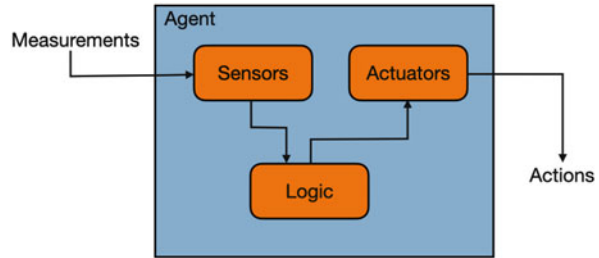 Agent
Measurements
Sensors
Actuators
Logic
Actions